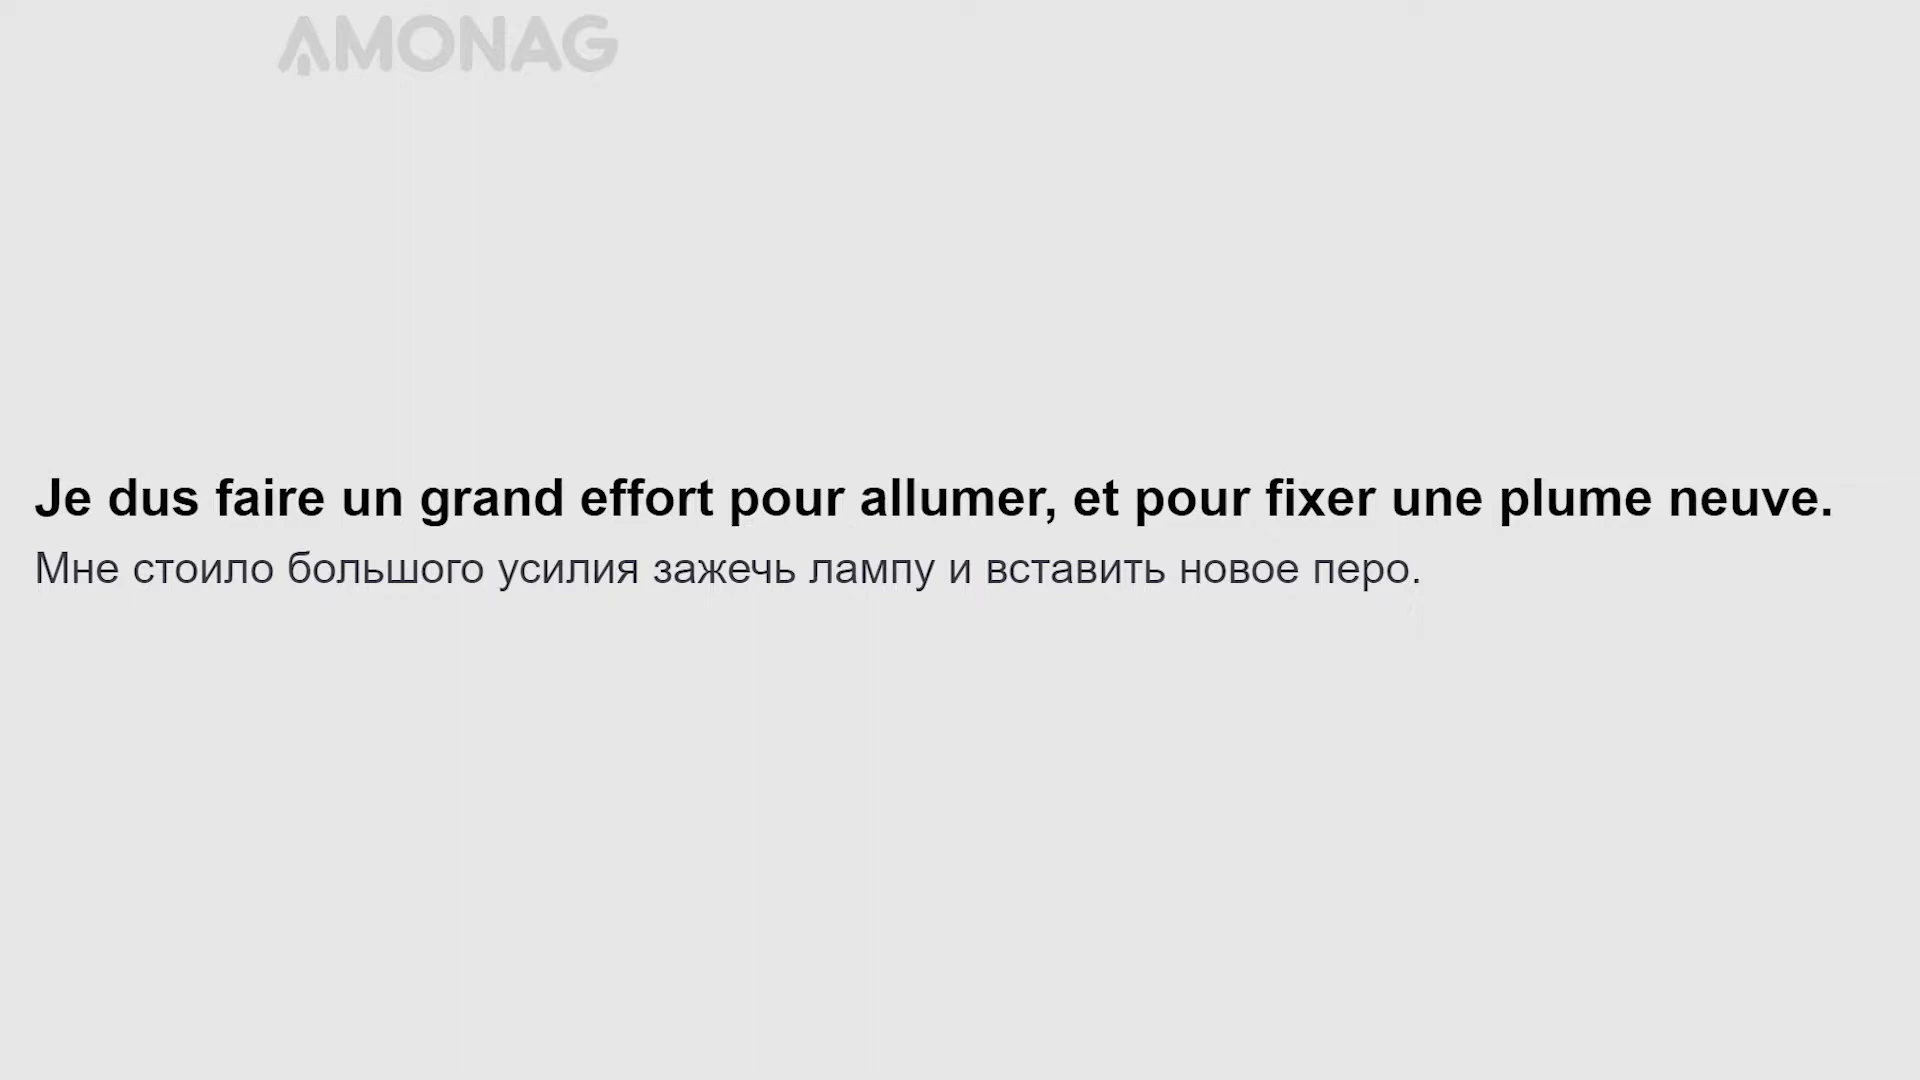 AMONAG
Je dus faire un grand effort pour allumer, et pour fixer une plume neuve.
Мне стоило большого усилия зажечь лампу и вставить новое перо.